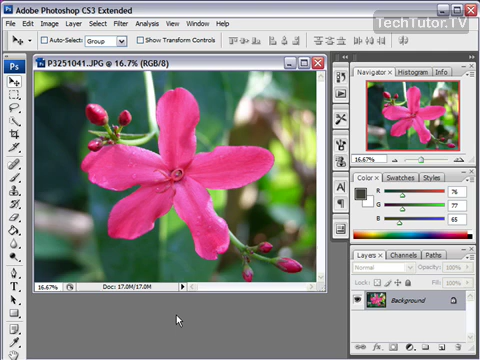 Adobe Photoshop CS3 Extended
TechTutor.TV
File Edit Image Layer Select Filter Analysis View Window Help
Auto-Select: Group Show Transform Controls
Ps
P3251041.JPG @ 16.7% (RGB/8)
16.67% Doc: 17.0M/17.0M
Navigator × Histogram Info
16.67%
Color × Swatches Styles
R 76
G 77
B 65
Layers × Channels Paths
Normal Opacity: 100%
Lock: Fill: 100%
Background